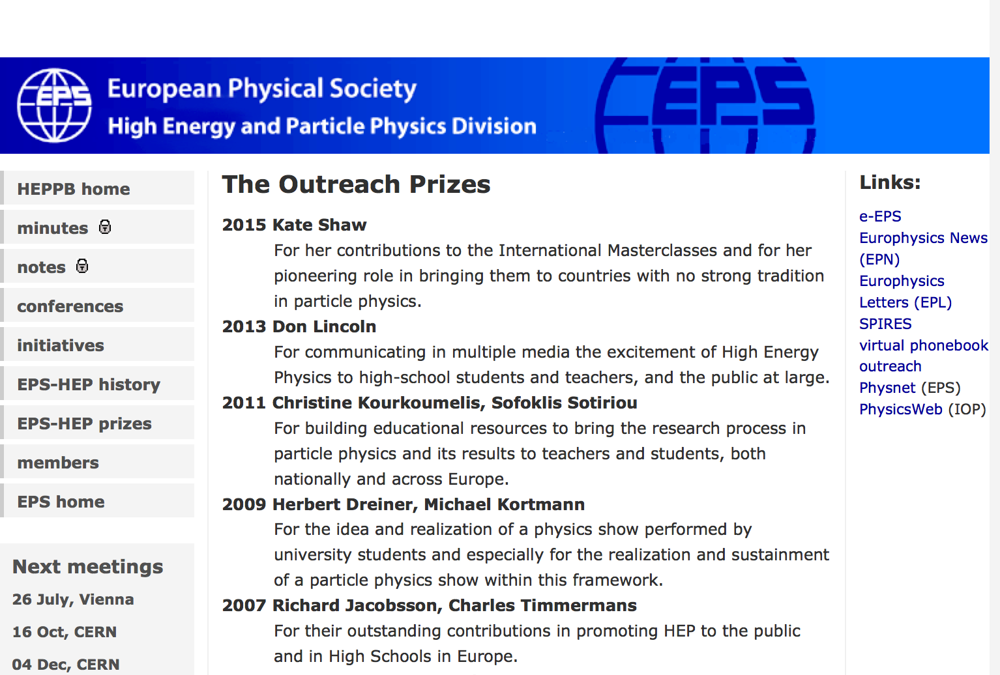 EPS
European Physical Society
High Energy and Particle Physics Division
EPS
HEPPB home
minutes
notes
conferences
initiatives
EPS-HEP history
EPS-HEP prizes
members
EPS home
Next meetings
26 July, Vienna
16 Oct, CERN
04 Dec, CERN
The Outreach Prizes
2015 Kate Shaw
For her contributions to the International Masterclasses and for her
pioneering role in bringing them to countries with no strong tradition
in particle physics.
2013 Don Lincoln
For communicating in multiple media the excitement of High Energy
Physics to high-school students and teachers, and the public at large.
2011 Christine Kourkoumelis, Sofoklis Sotiriou
For building educational resources to bring the research process in
particle physics and its results to teachers and students, both
nationally and across Europe.
2009 Herbert Dreiner, Michael Kortmann
For the idea and realization of a physics show performed by
university students and especially for the realization and sustainment
of a particle physics show within this framework.
2007 Richard Jacobsson, Charles Timmermans
For their outstanding contributions in promoting HEP to the public
and in High Schools in Europe.
Links:
e-EPS
Europhysics News
(EPN)
Europhysics
Letters (EPL)
SPIRES
virtual phonebook
outreach
Physnet (EPS)
PhysicsWeb (IOP)